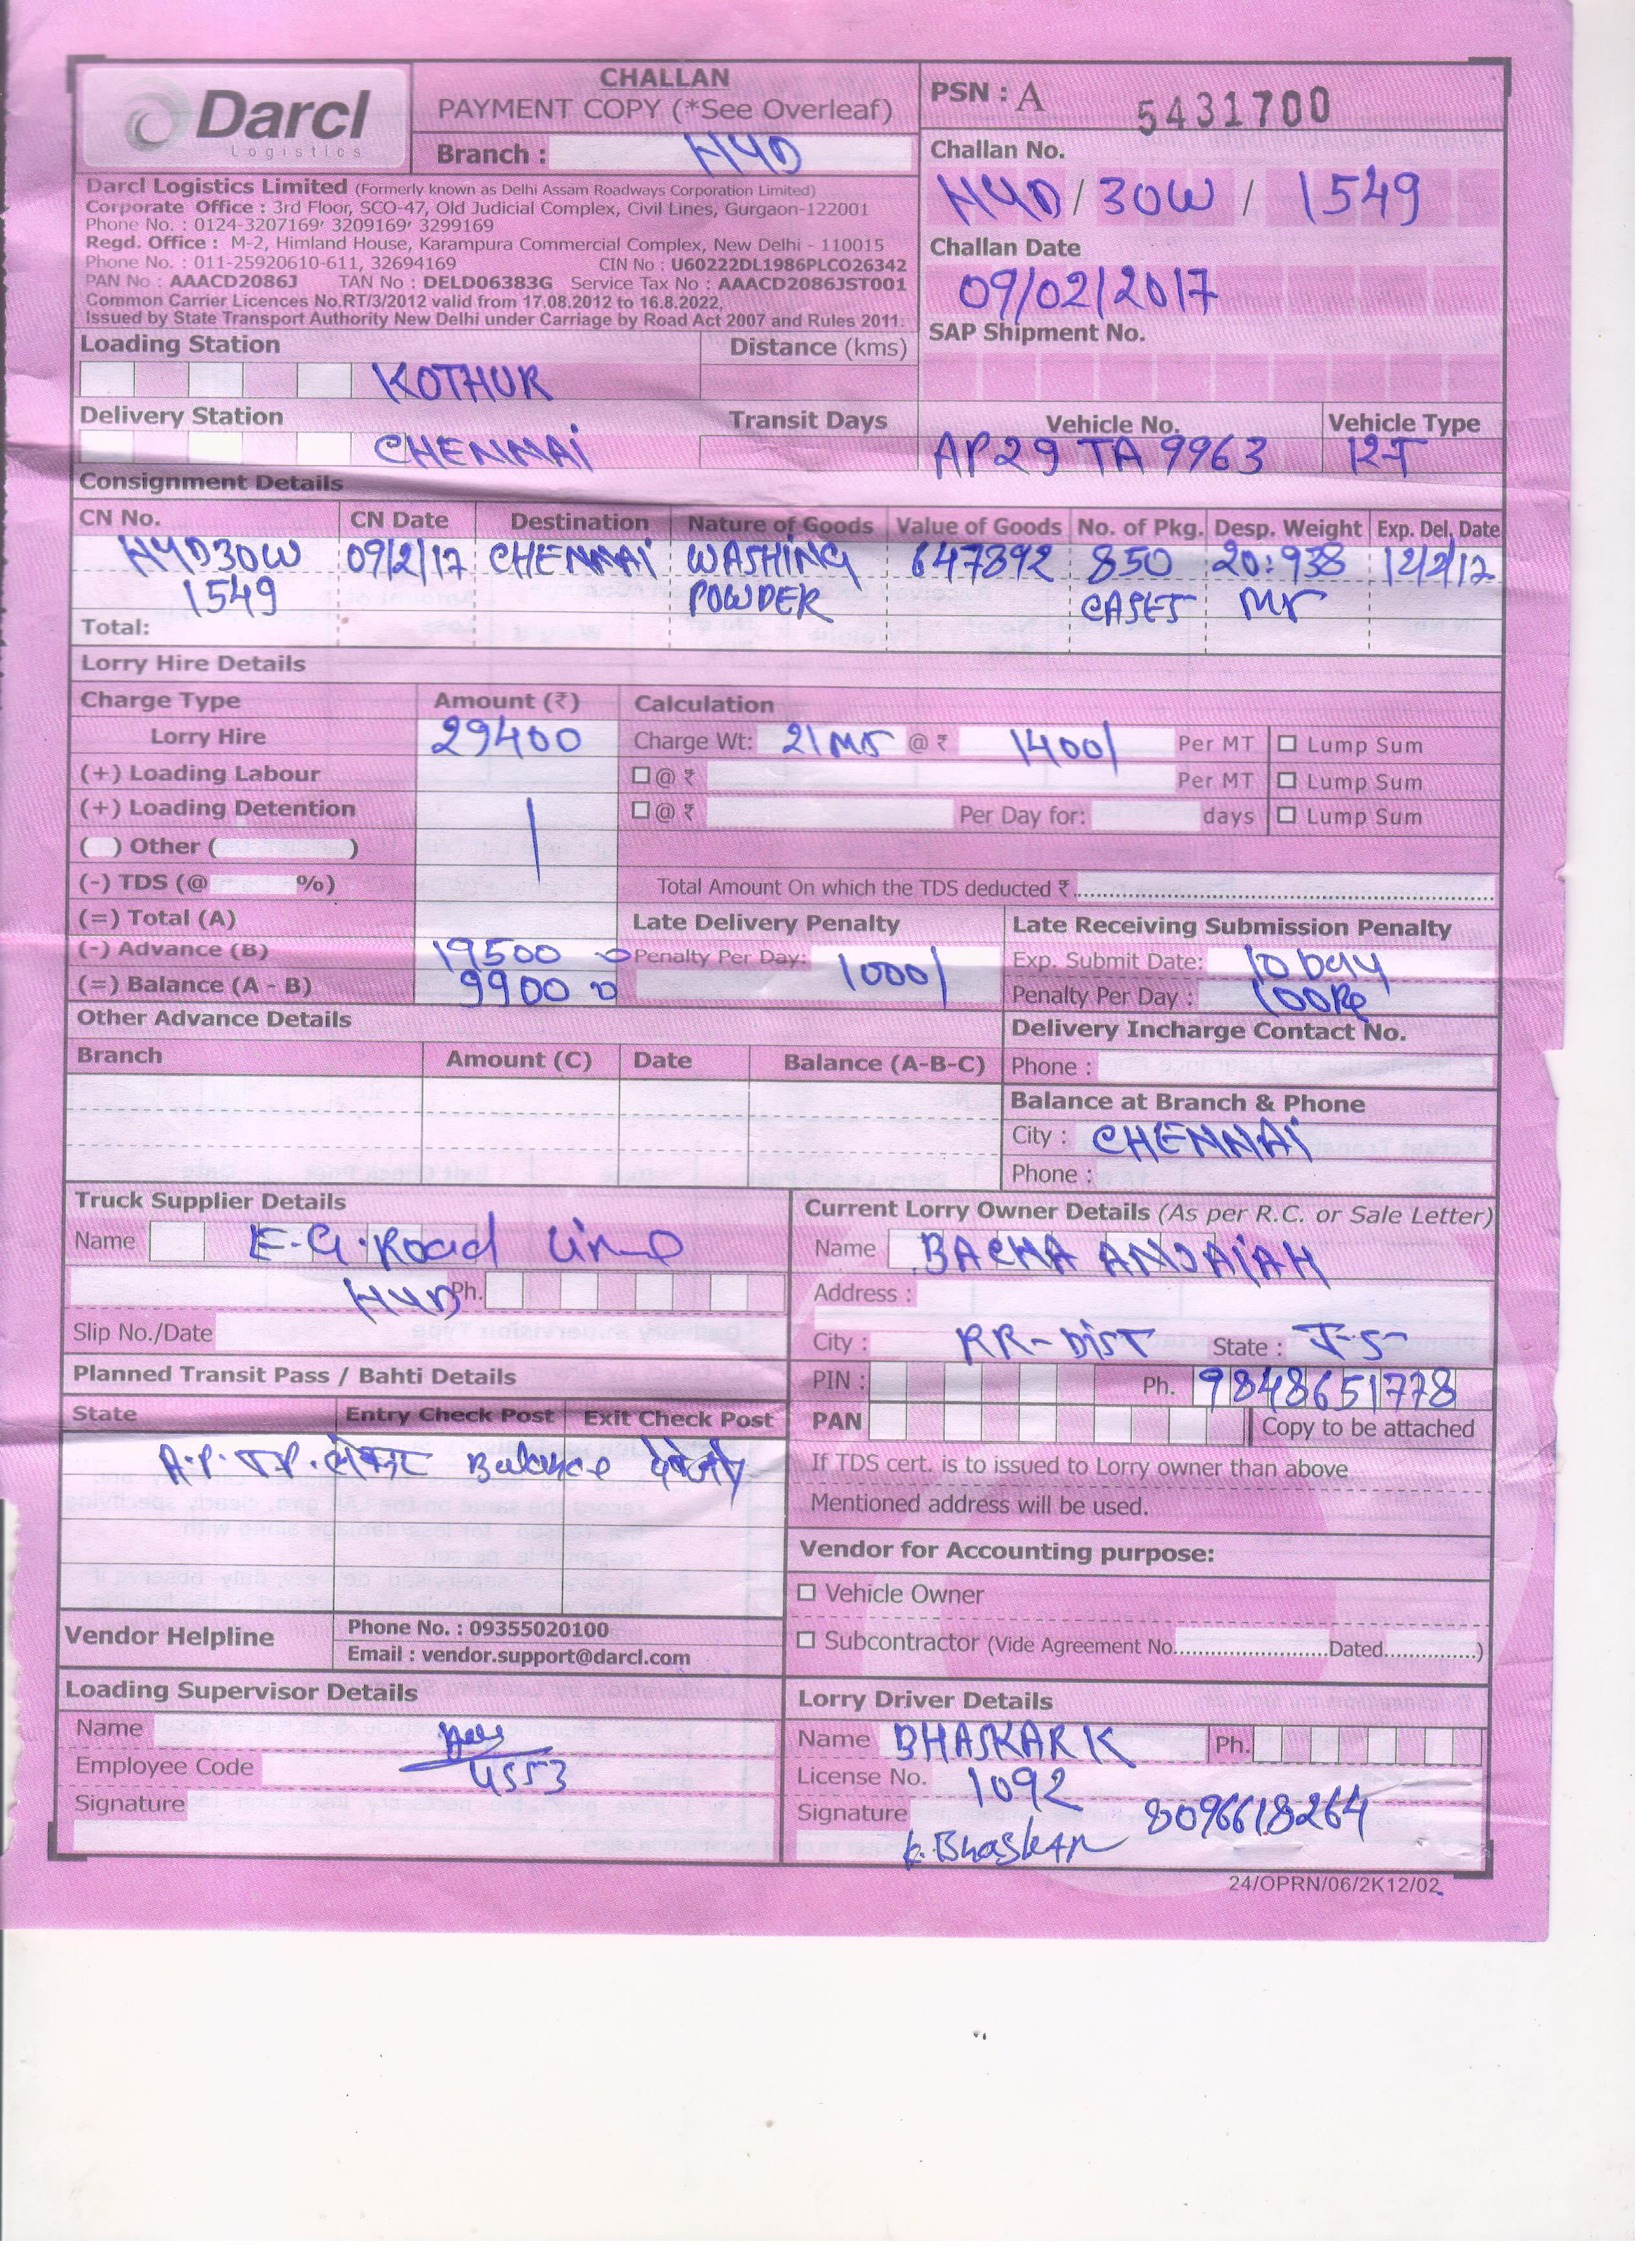 Darcl
Logistics
CHALLAN
PAYMENT COPY (*See Overleaf)
Branch : HYD
PSN : A 5431700
Challan No.
HYD / 30W / 1549
Challan Date
09/02/2017
SAP Shipment No.
Darcl Logistics Limited (Formerly known as Delhi Assam Roadways Corporation Limited)
Corporate Office : 3rd Floor, SCO-47, Old Judicial Complex, Civil Lines, Gurgaon-122001
Phone No. : 0124-3207169, 3209169, 3299169
Regd. Office : M-2, Himland House, Karampura Commercial Complex, New Delhi - 110015
Phone No. : 011-25920610-611, 32694169 CIN No : U60222DL1986PLCO26342
PAN No : AAACD2086J TAN No : DELD06383G Service Tax No : AAACD2086JST001
Common Carrier Licences No.RT/3/2012 valid from 17.08.2012 to 16.8.2022,
Issued by State Transport Authority New Delhi under Carriage by Road Act 2007 and Rules 2011.
Loading Station Distance (kms)
KOTHUR
Delivery Station Transit Days Vehicle No. Vehicle Type
CHENNAI AP29 TA 9963 12T
Consignment Details
CN No. CN Date Destination Nature of Goods Value of Goods No. of Pkg. Desp. Weight Exp. Del. Date
HYD30W 09/2/17 CHENNAI WASHING 647892 850 20:938 12/2/17
1549 POWDER CASES MT
Total:
Lorry Hire Details
Charge Type Amount (₹) Calculation
Lorry Hire 29400 Charge Wt: 21 MT @ ₹ 1400/ Per MT Lump Sum
(+) Loading Labour @ ₹ Per MT Lump Sum
(+) Loading Detention @ ₹ Per Day for: days Lump Sum
( ) Other ( )
(-) TDS (@ %) Total Amount On which the TDS deducted ₹
(=) Total (A) Late Delivery Penalty Late Receiving Submission Penalty
(-) Advance (B) 19500 Penalty Per Day: 1000/ Exp. Submit Date: 10 Day
(=) Balance (A - B) 9900 Penalty Per Day : 100Re
Other Advance Details Delivery Incharge Contact No.
Branch Amount (C) Date Balance (A-B-C) Phone :
Balance at Branch & Phone
City : CHENNAI
Phone :
Truck Supplier Details
Name E.G. Road Line
HYD Ph.
Slip No./Date
Current Lorry Owner Details (As per R.C. or Sale Letter)
Name BACHA ANJAIAH
Address :
City : RR-Dist State : T-S-
PIN : Ph. 9848651778
PAN Copy to be attached
If TDS cert. is to issued to Lorry owner than above
Mentioned address will be used.
Planned Transit Pass / Bahti Details
State Entry Check Post Exit Check Post
A.P. T.P. Balance
Vendor for Accounting purpose:
Vehicle Owner
Subcontractor (Vide Agreement No. Dated )
Vendor Helpline
Phone No. : 09355020100
Email : vendor.support@darcl.com
Loading Supervisor Details
Name
Employee Code 4553
Signature
Lorry Driver Details
Name BHASKAR K Ph.
License No. 1092
Signature K. Bhaskar 8096618264
24/OPRN/06/2K12/02